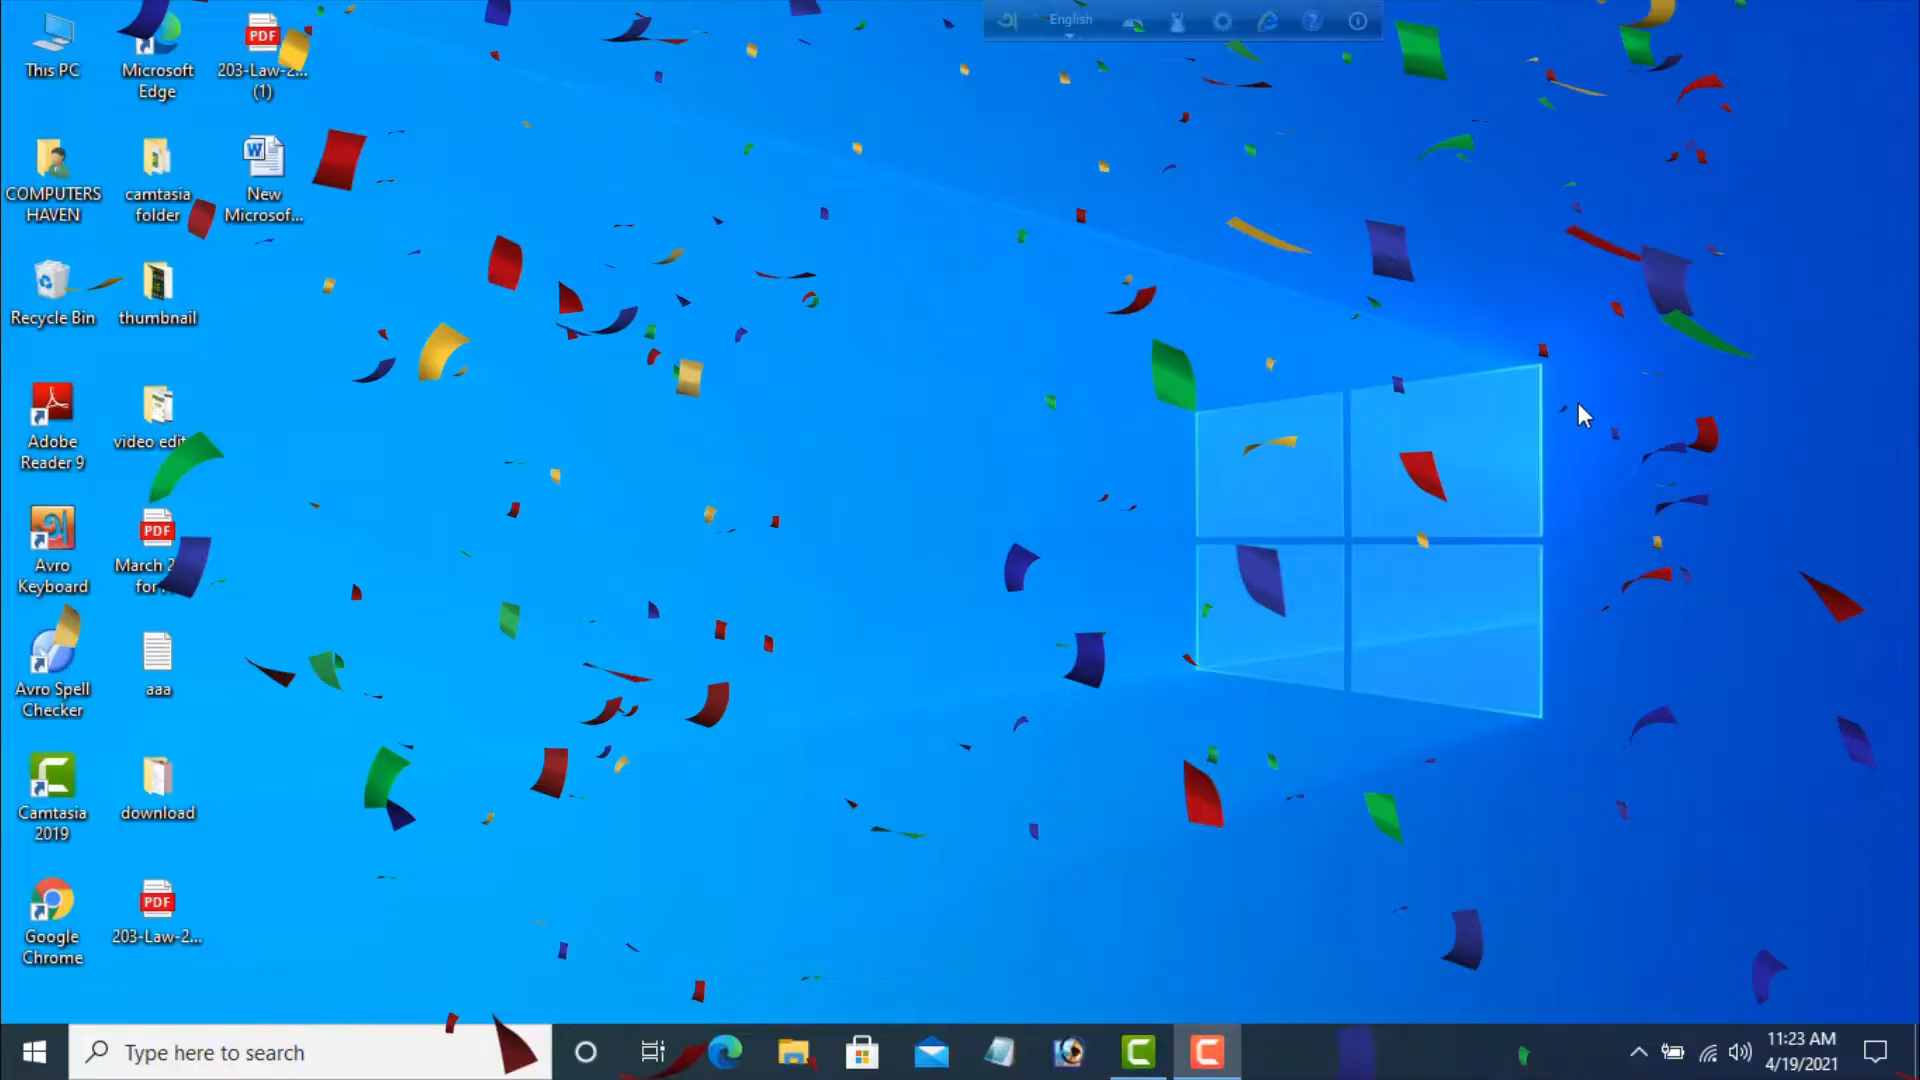 English
This PC
Microsoft
Edge
PDF
203-Law-2...
(1)
COMPUTERS
HAVEN
camtasia
folder
W
New
Microsof...
Recycle Bin
thumbnail
Adobe
Reader 9
video edit
Avro
Keyboard
PDF
March 2
for
Avro Spell
Checker
aaa
Camtasia
2019
download
Google
Chrome
PDF
203-Law-2...
Type here to search
11:23 AM
4/19/2021